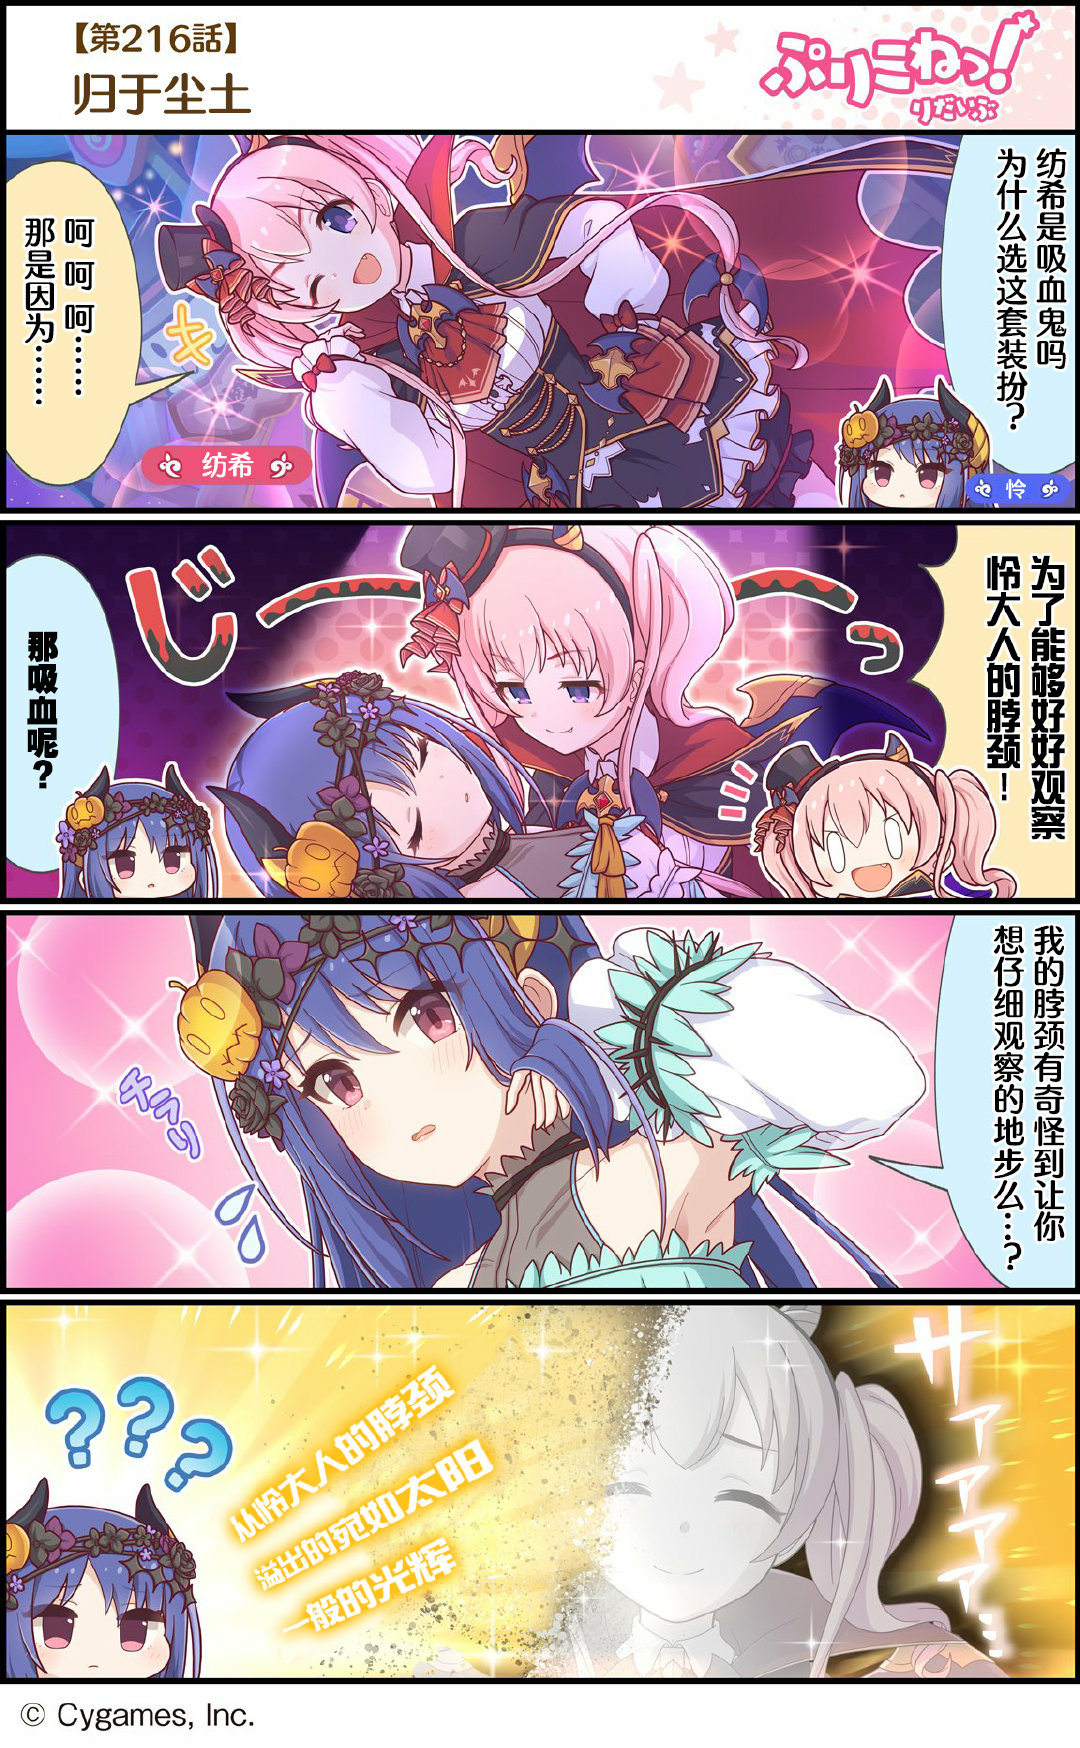 【第216話】
归于尘土
ぷりこねっ!
りだいぶ
纺希是吸血鬼吗
为什么选这套装扮?
呵呵呵……
那是因为……
纺希
怜
为了能够好好观察
怜大人的脖颈!
じーーっ
那吸血呢?
我的脖颈有奇怪到让你
想仔细观察的地步么…?
チラリ
サァァァァ…
???
从怜大人的脖颈
溢出的宛如太阳
一般的光辉
© Cygames, Inc.